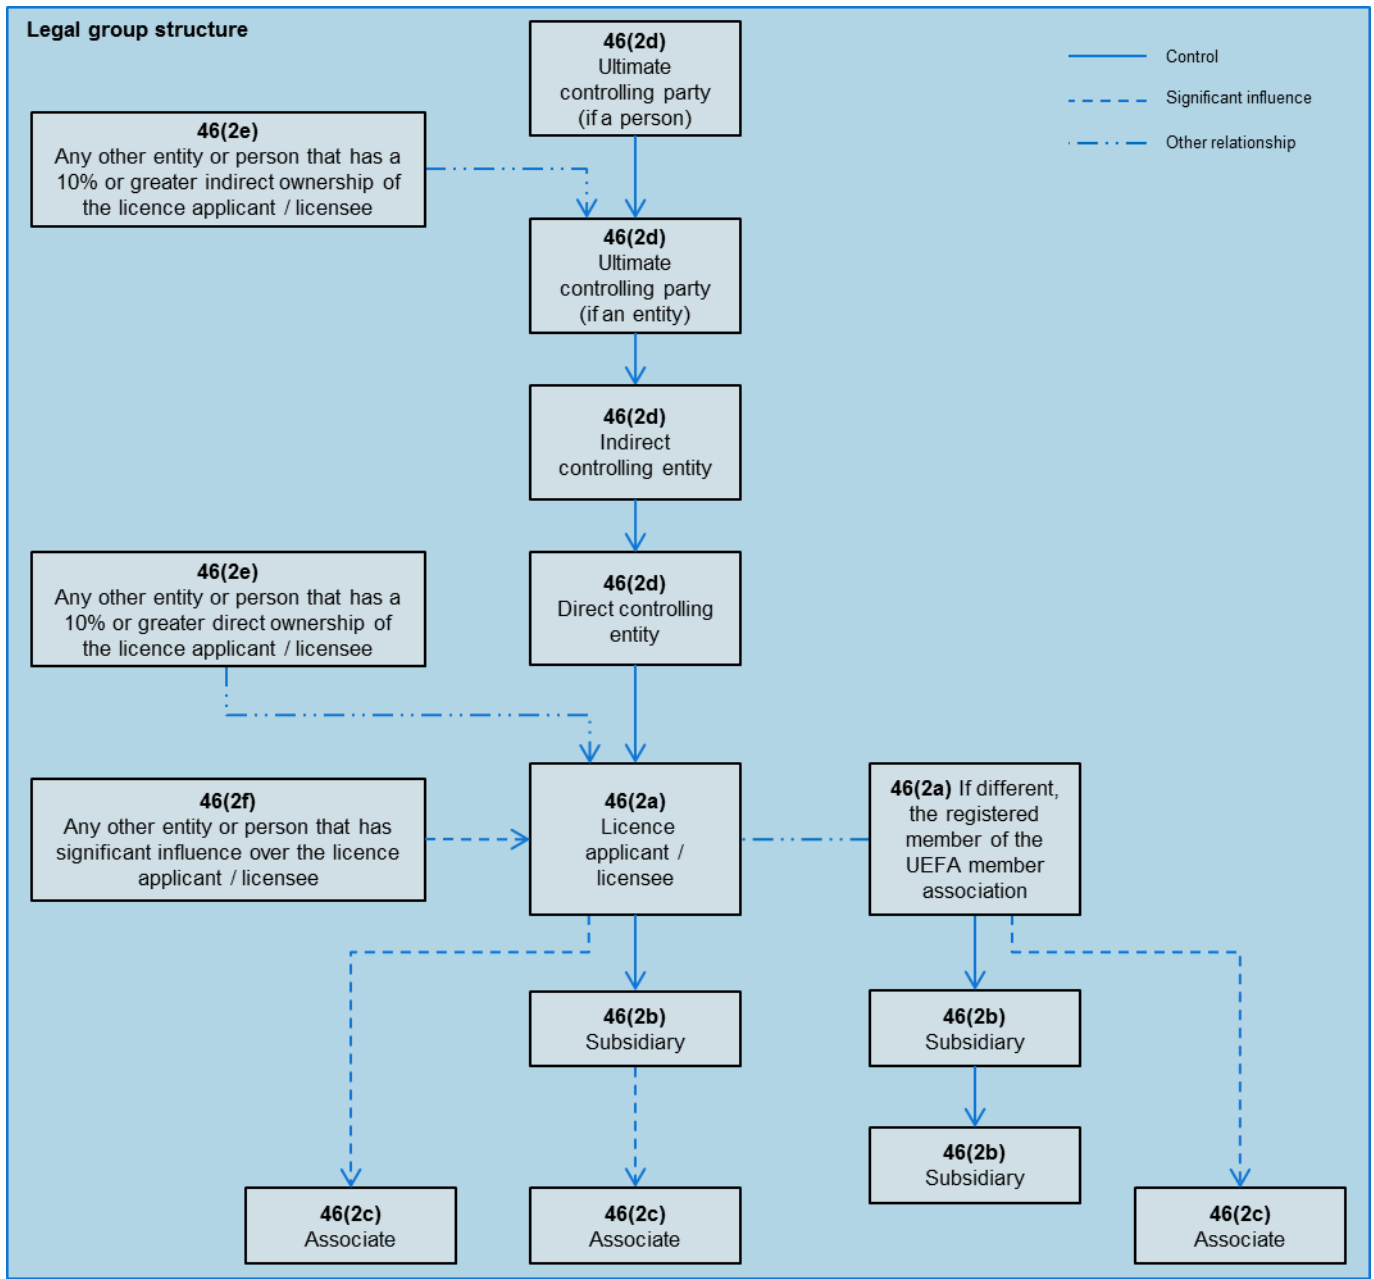 Legal group structure
Control
Significant influence
Other relationship
46(2d)
Ultimate
controlling party
(if a person)
46(2e)
Any other entity or person that has a
10% or greater indirect ownership of
the licence applicant / licensee
46(2d)
Ultimate
controlling party
(if an entity)
46(2d)
Indirect
controlling entity
46(2e)
Any other entity or person that has a
10% or greater direct ownership of
the licence applicant / licensee
46(2d)
Direct controlling
entity
46(2f)
Any other entity or person that has
significant influence over the licence
applicant / licensee
46(2a)
Licence
applicant /
licensee
46(2a) If different,
the registered
member of the
UEFA member
association
46(2b)
Subsidiary
46(2b)
Subsidiary
46(2b)
Subsidiary
46(2c)
Associate
46(2c)
Associate
46(2c)
Associate